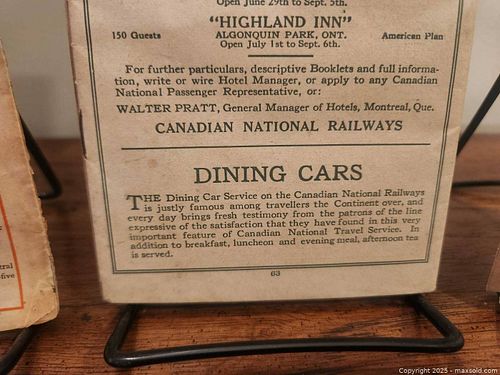 Open June 29th to Sept. 5th.
"HIGHLAND INN"
150 Guests ALGONQUIN PARK, ONT. American Plan
Open July 1st to Sept. 6th.
For further particulars, descriptive Booklets and full informa-
tion, write or wire Hotel Manager, or apply to any Canadian
National Passenger Representative, or:
WALTER PRATT, General Manager of Hotels, Montreal, Que.
CANADIAN NATIONAL RAILWAYS
DINING CARS
THE Dining Car Service on the Canadian National Railways
is justly famous among travellers the Continent over, and
every day brings fresh testimony from the patrons of the line
expressive of the satisfaction that they have found in this very
important feature of Canadian National Travel Service. In
addition to breakfast, luncheon and evening meal, afternoon tea
is served.
63
Copyright 2025 - maxsold.com